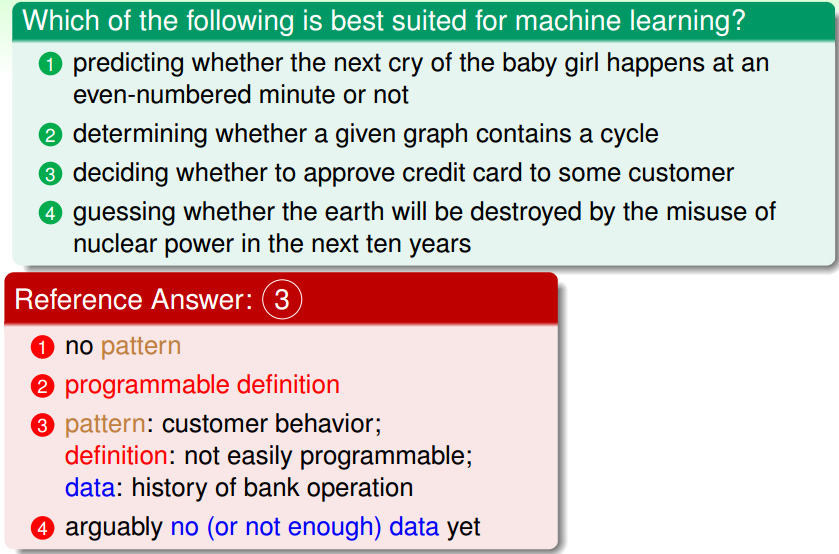 Which of the following is best suited for machine learning?
1 predicting whether the next cry of the baby girl happens at an
even-numbered minute or not
2 determining whether a given graph contains a cycle
3 deciding whether to approve credit card to some customer
4 guessing whether the earth will be destroyed by the misuse of
nuclear power in the next ten years
Reference Answer: 3
1 no pattern
2 programmable definition
3 pattern: customer behavior;
definition: not easily programmable;
data: history of bank operation
4 arguably no (or not enough) data yet